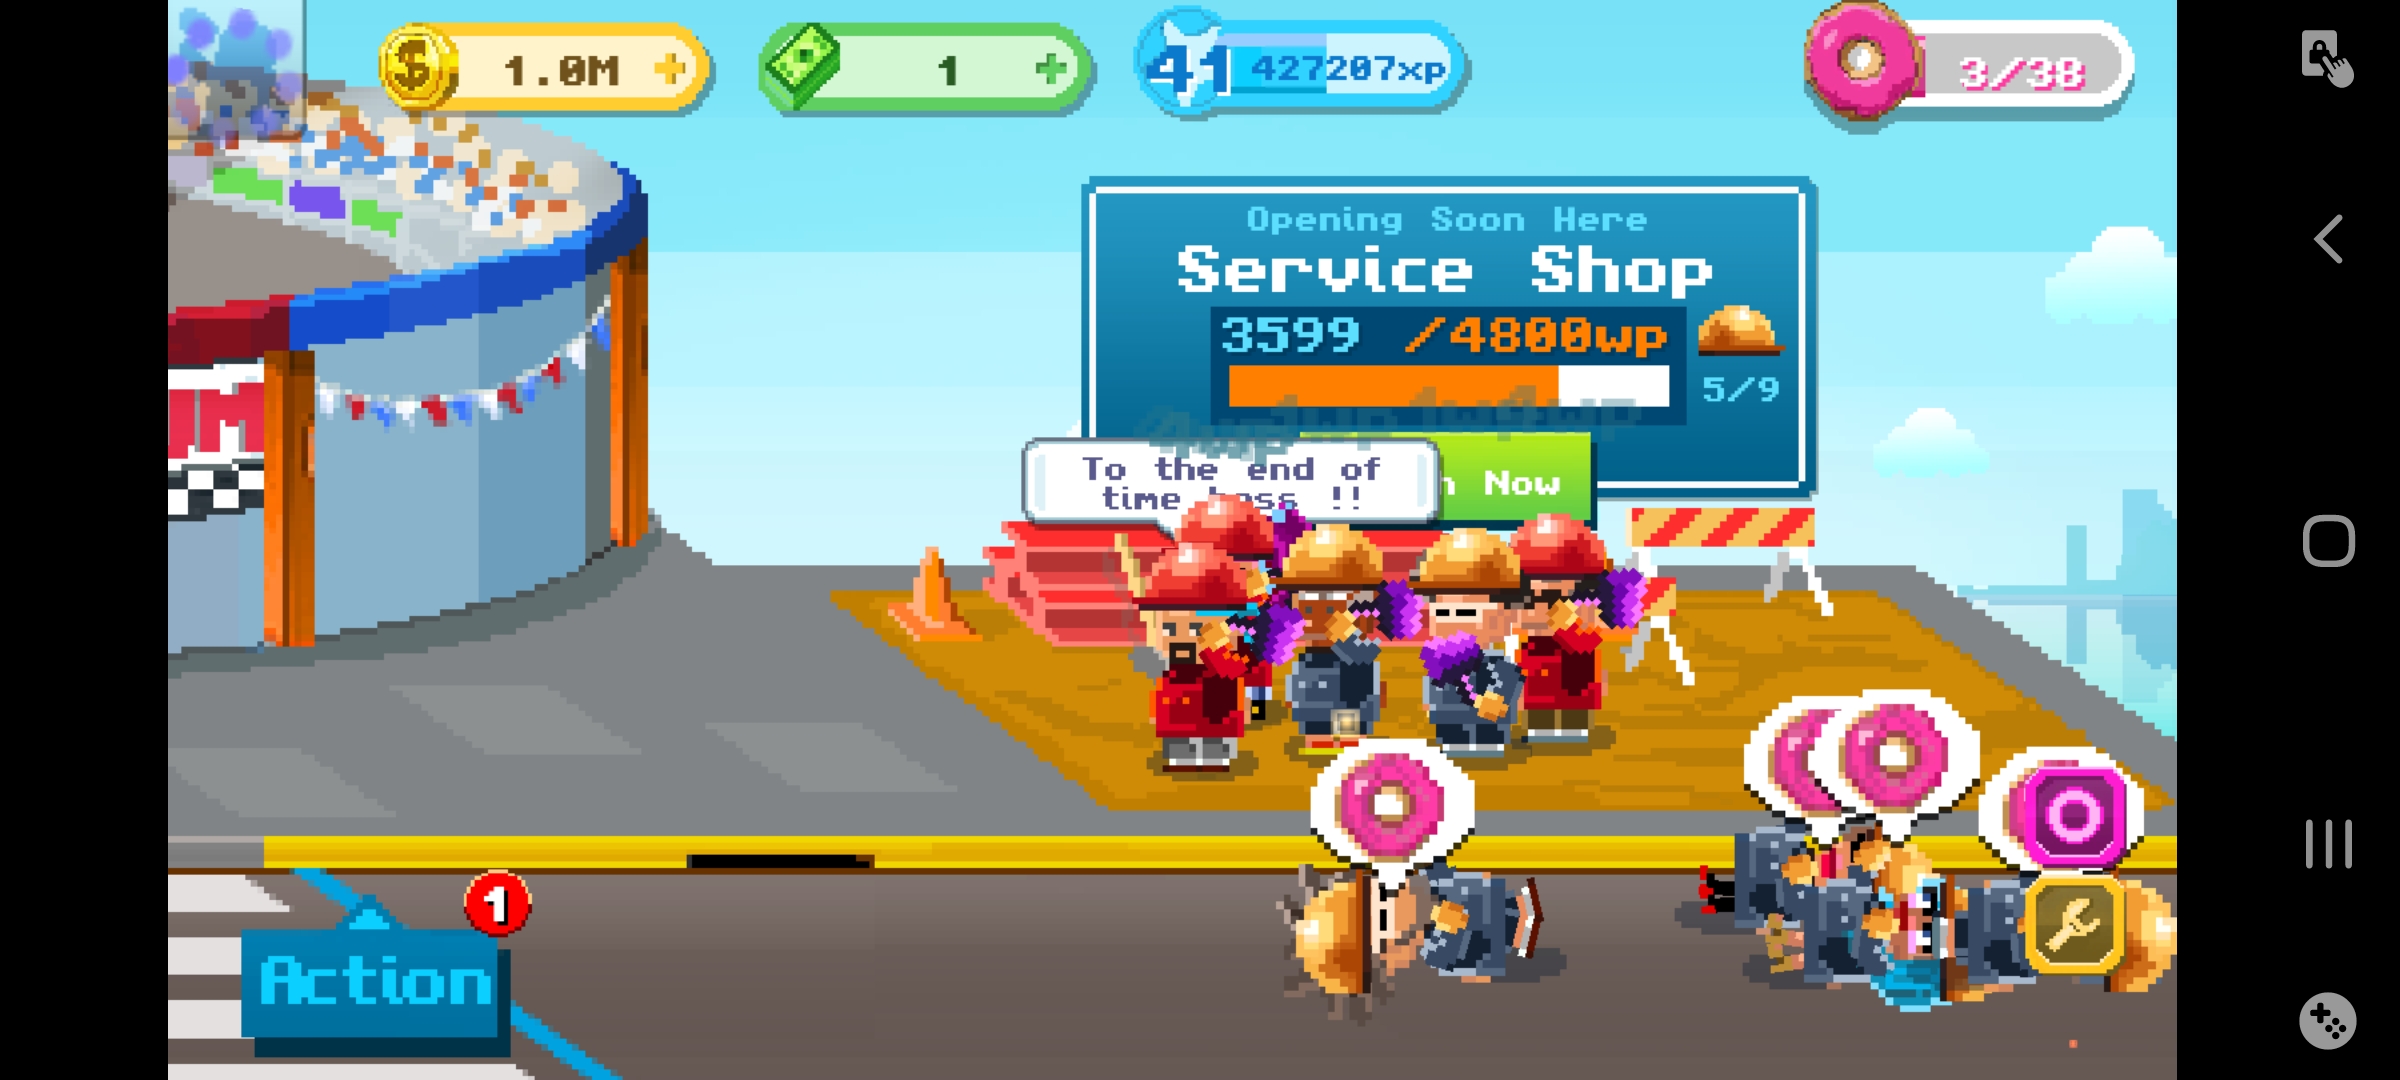 1.0M
1
41
427207xp
3/38
Opening Soon Here
Service Shop
3599 /4800wp
5/9
Now
To the end of
time boss !!
1
Action